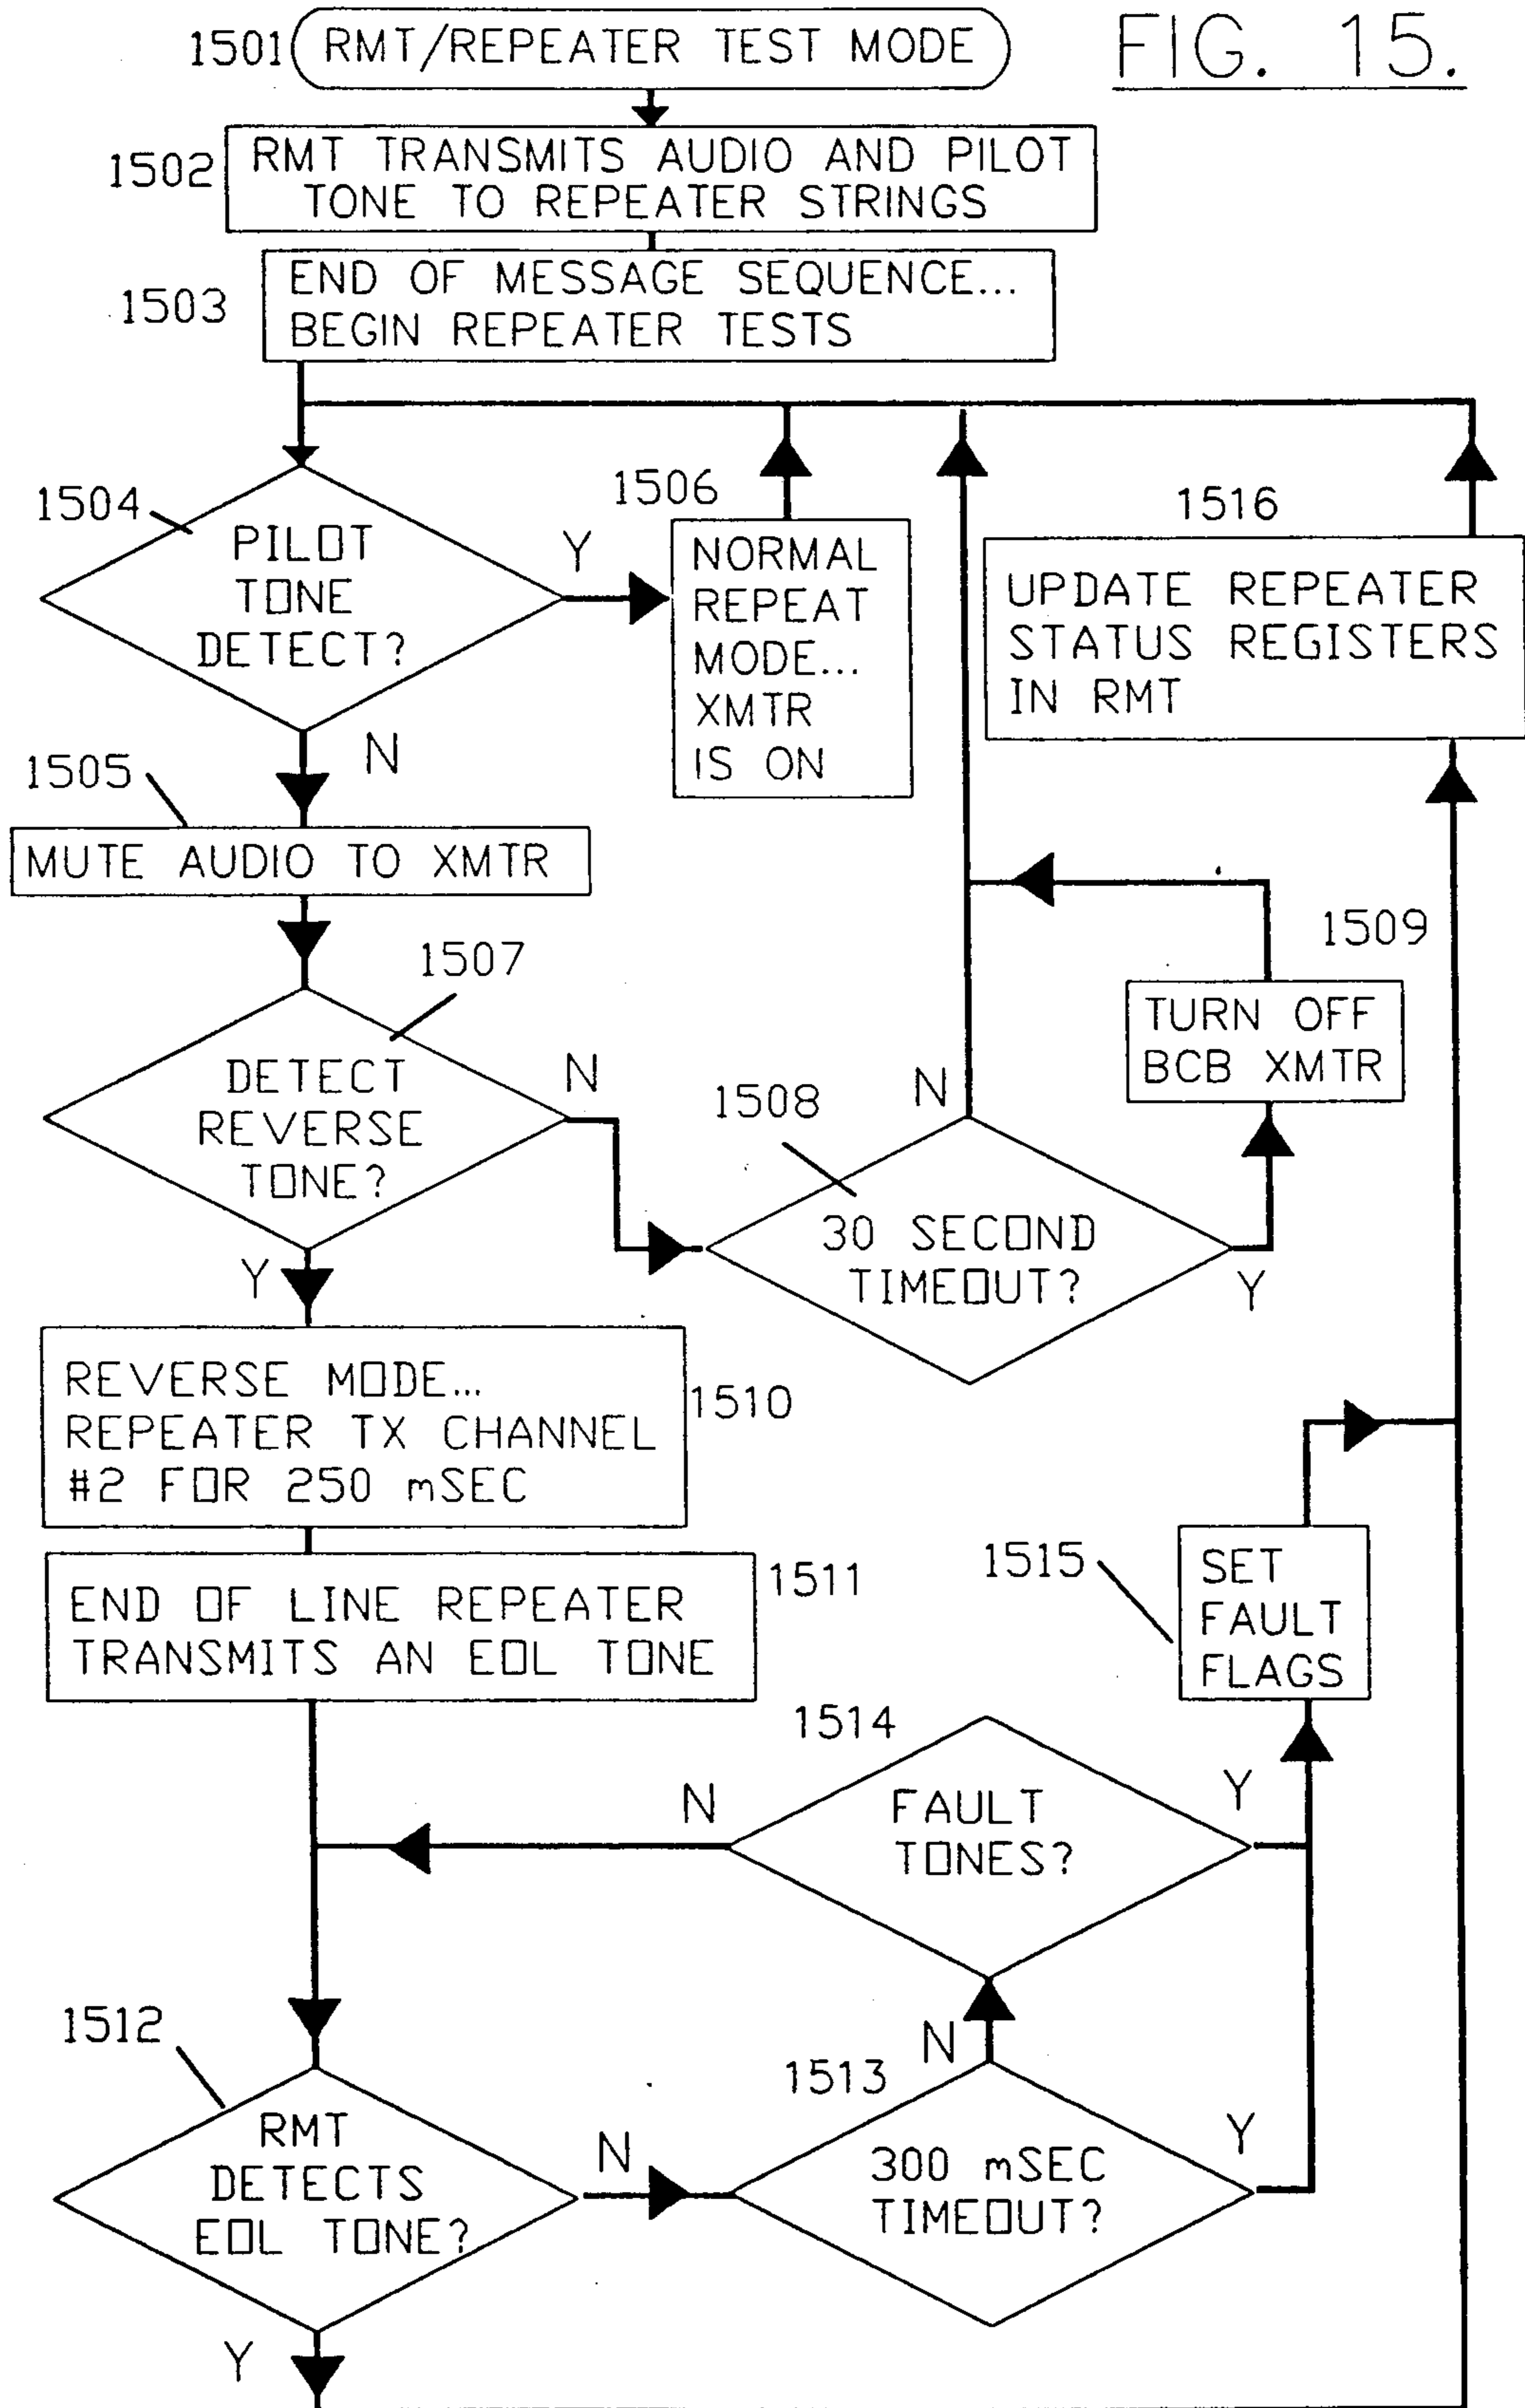 1501 RMT/REPEATER TEST MODE
FIG. 15.
1502
RMT TRANSMITS AUDIO AND PILOT
TONE TO REPEATER STRINGS
1503
END OF MESSAGE SEQUENCE...
BEGIN REPEATER TESTS
1504
PILOT
TONE
DETECT?
Y
N
1506
NORMAL
REPEAT
MODE...
XMTR
IS ON
1516
UPDATE REPEATER
STATUS REGISTERS
IN RMT
1505
MUTE AUDIO TO XMTR
1507
DETECT
REVERSE
TONE?
N
Y
1508
30 SECOND
TIMEOUT?
N
Y
1509
TURN OFF
BCB XMTR
REVERSE MODE...
REPEATER TX CHANNEL
#2 FOR 250 mSEC
1510
END OF LINE REPEATER
TRANSMITS AN EOL TONE
1511
1515
SET
FAULT
FLAGS
1514
FAULT
TONES?
N
Y
1512
RMT
DETECTS
EOL TONE?
N
Y
1513
300 mSEC
TIMEOUT?
N
Y